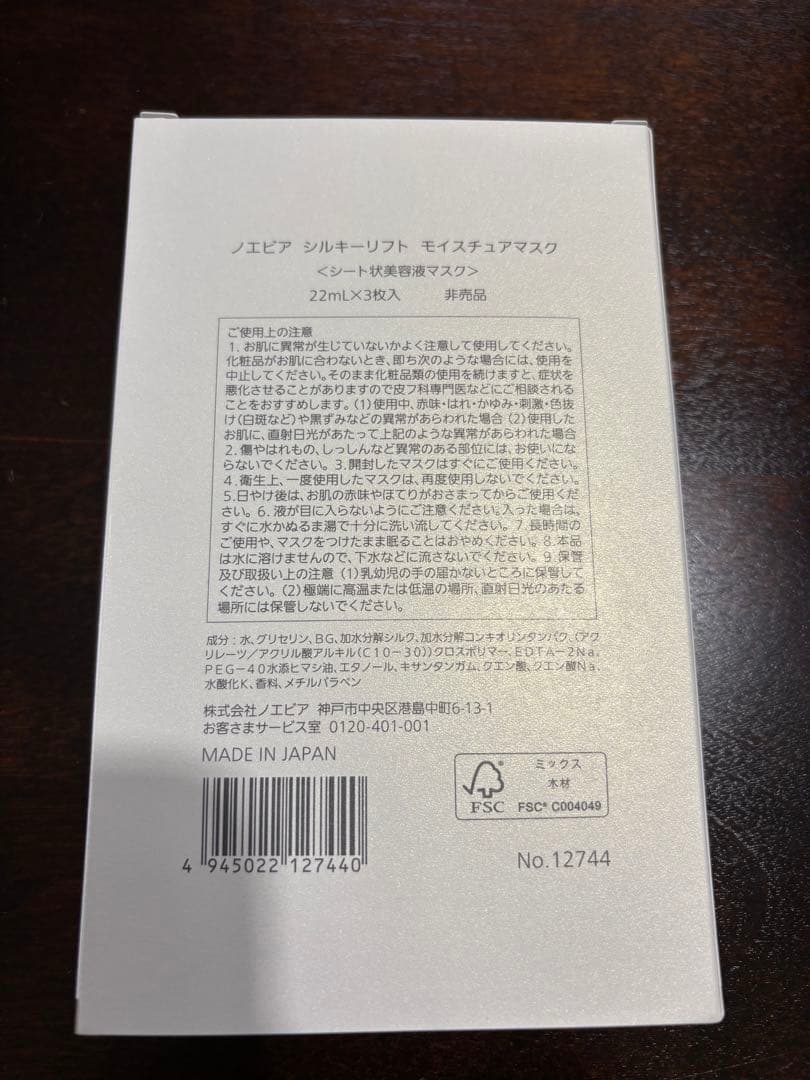 ノエビア シルキーリフト モイスチュアマスク
＜シート状美容液マスク＞
22mL×3枚入 非売品
ご使用上の注意
1. お肌に異常が生じていないかよく注意して使用してください。
化粧品がお肌に合わないとき、即ち次のような場合には、使用を
中止してください。そのまま化粧品類の使用を続けますと、症状を
悪化させることがありますので皮フ科専門医などにご相談される
ことをおすすめします。（1）使用中、赤味・はれ・かゆみ・刺激・色抜
け（白斑など）や黒ずみなどの異常があらわれた場合（2）使用した
お肌に、直射日光があたって上記のような異常があらわれた場合
2. 傷やはれもの、しっしんなど異常のある部位には、お使いにな
らないでください。3. 開封したマスクはすぐにご使用ください。
4. 衛生上、一度使用したマスクは、再度使用しないでください。
5. 日やけ後は、お肌の赤味やほてりがおさまってからご使用くだ
さい。6. 液が目に入らないようにご注意ください。入った場合は、
すぐに水かぬるま湯で十分に洗い流してください。7. 長時間の
ご使用や、マスクをつけたまま眠ることはおやめください。8. 本品
は水に溶けませんので、下水などに流さないでください。9. 保管
及び取扱い上の注意（1）乳幼児の手の届かないところに保管して
ください。（2）極端に高温または低温の場所、直射日光のあたる
場所には保管しないでください。
成分：水、グリセリン、BG、加水分解シルク、加水分解コンキオリンタンパク、（アク
リレーツ／アクリル酸アルキル（C10－30））クロスポリマー、EDTA－2Na、
PEG－40水添ヒマシ油、エタノール、キサンタンガム、クエン酸、クエン酸Na、
水酸化K、香料、メチルパラベン
株式会社ノエビア 神戸市中央区港島中町6-13-1
お客さまサービス室 0120-401-001
MADE IN JAPAN
ミックス
木材
FSC
FSC® C004049
4 945022 127440
No.12744